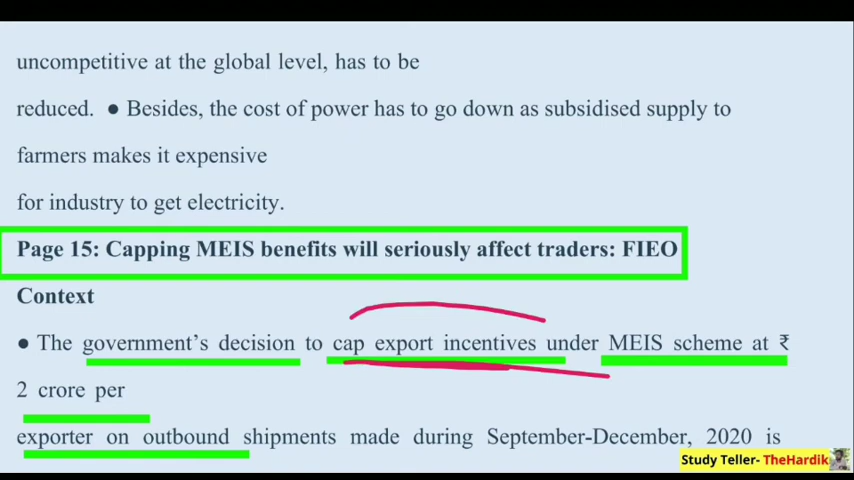 uncompetitive at the global level, has to be
reduced. ● Besides, the cost of power has to go down as subsidised supply to
farmers makes it expensive
for industry to get electricity.
Page 15: Capping MEIS benefits will seriously affect traders: FIEO
Context
● The government’s decision to cap export incentives under MEIS scheme at ₹
2 crore per
exporter on outbound shipments made during September-December, 2020 is
Study Teller- TheHardik